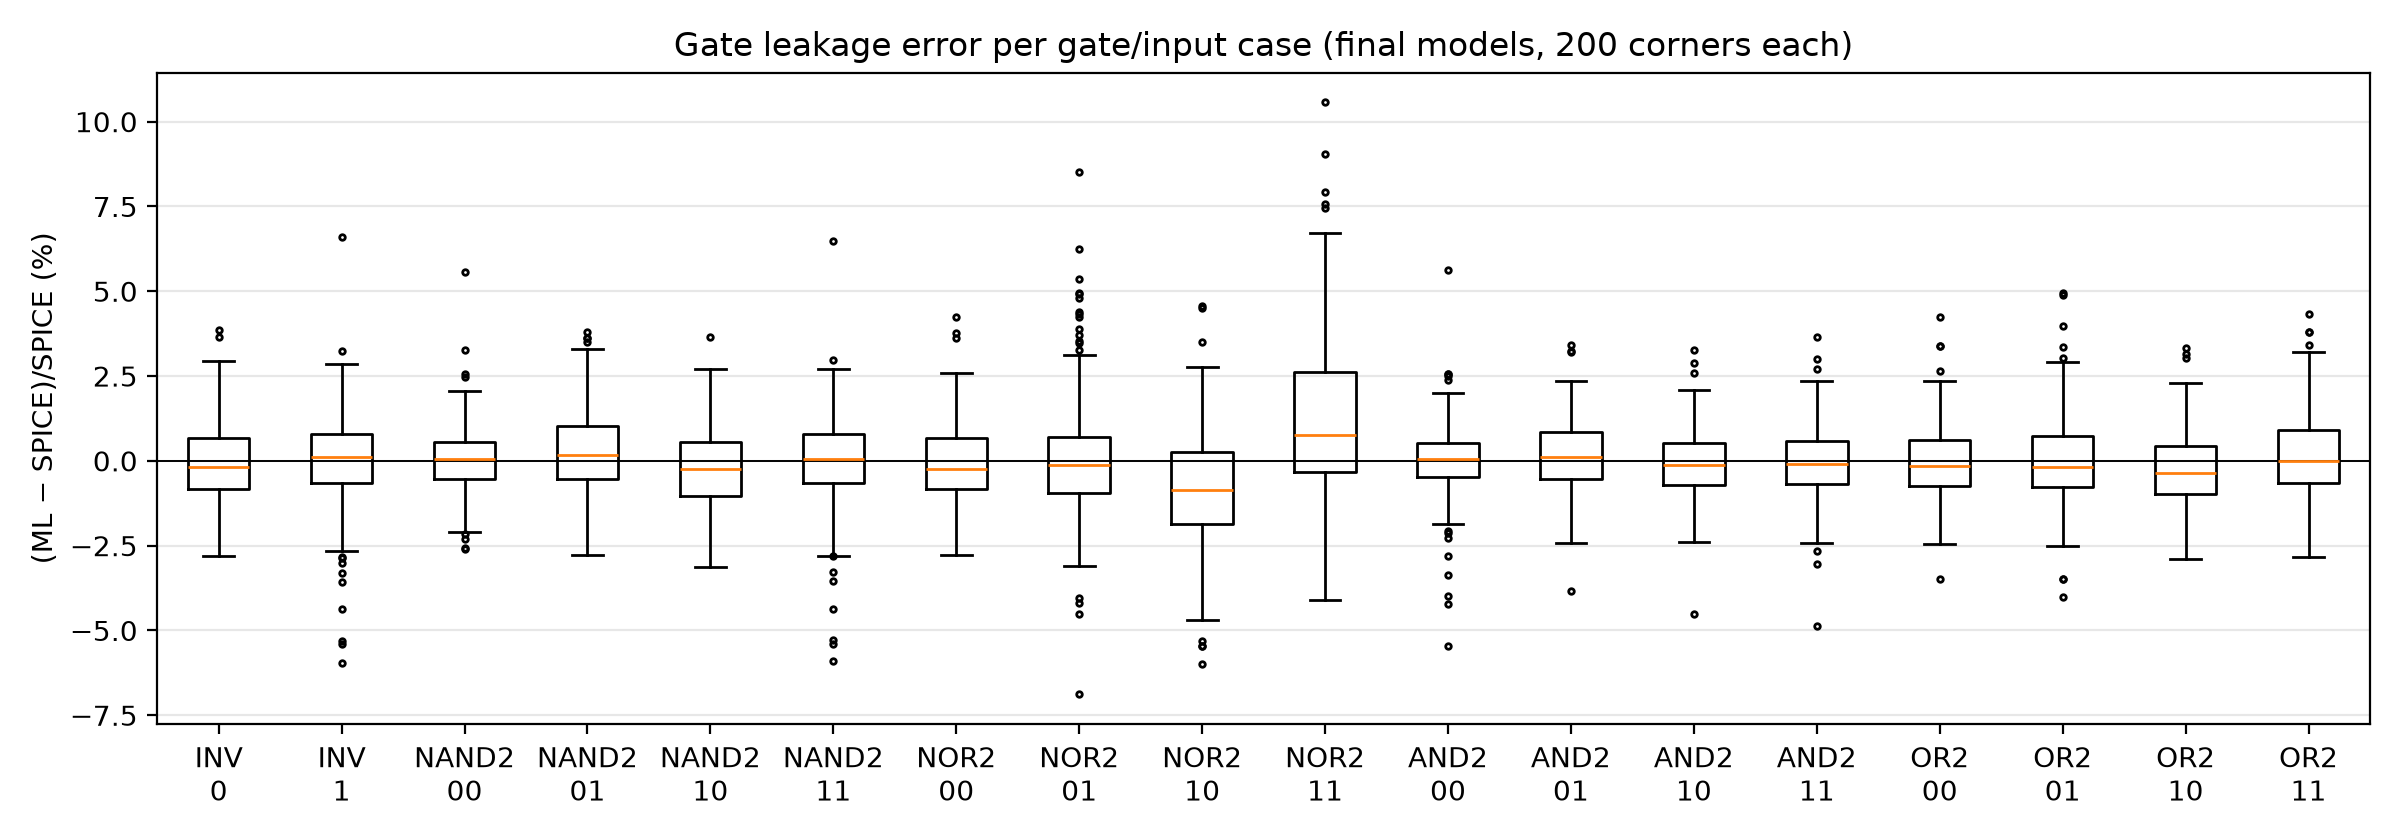 Gate leakage error per gate/input case (final models, 200 corners each)
(ML − SPICE)/SPICE (%)
10.0
7.5
5.0
2.5
0.0
−2.5
−5.0
−7.5
INV INV NAND2 NAND2 NAND2 NAND2 NOR2 NOR2 NOR2 NOR2 AND2 AND2 AND2 AND2 OR2 OR2 OR2 OR2
0 1 00 01 10 11 00 01 10 11 00 01 10 11 00 01 10 11